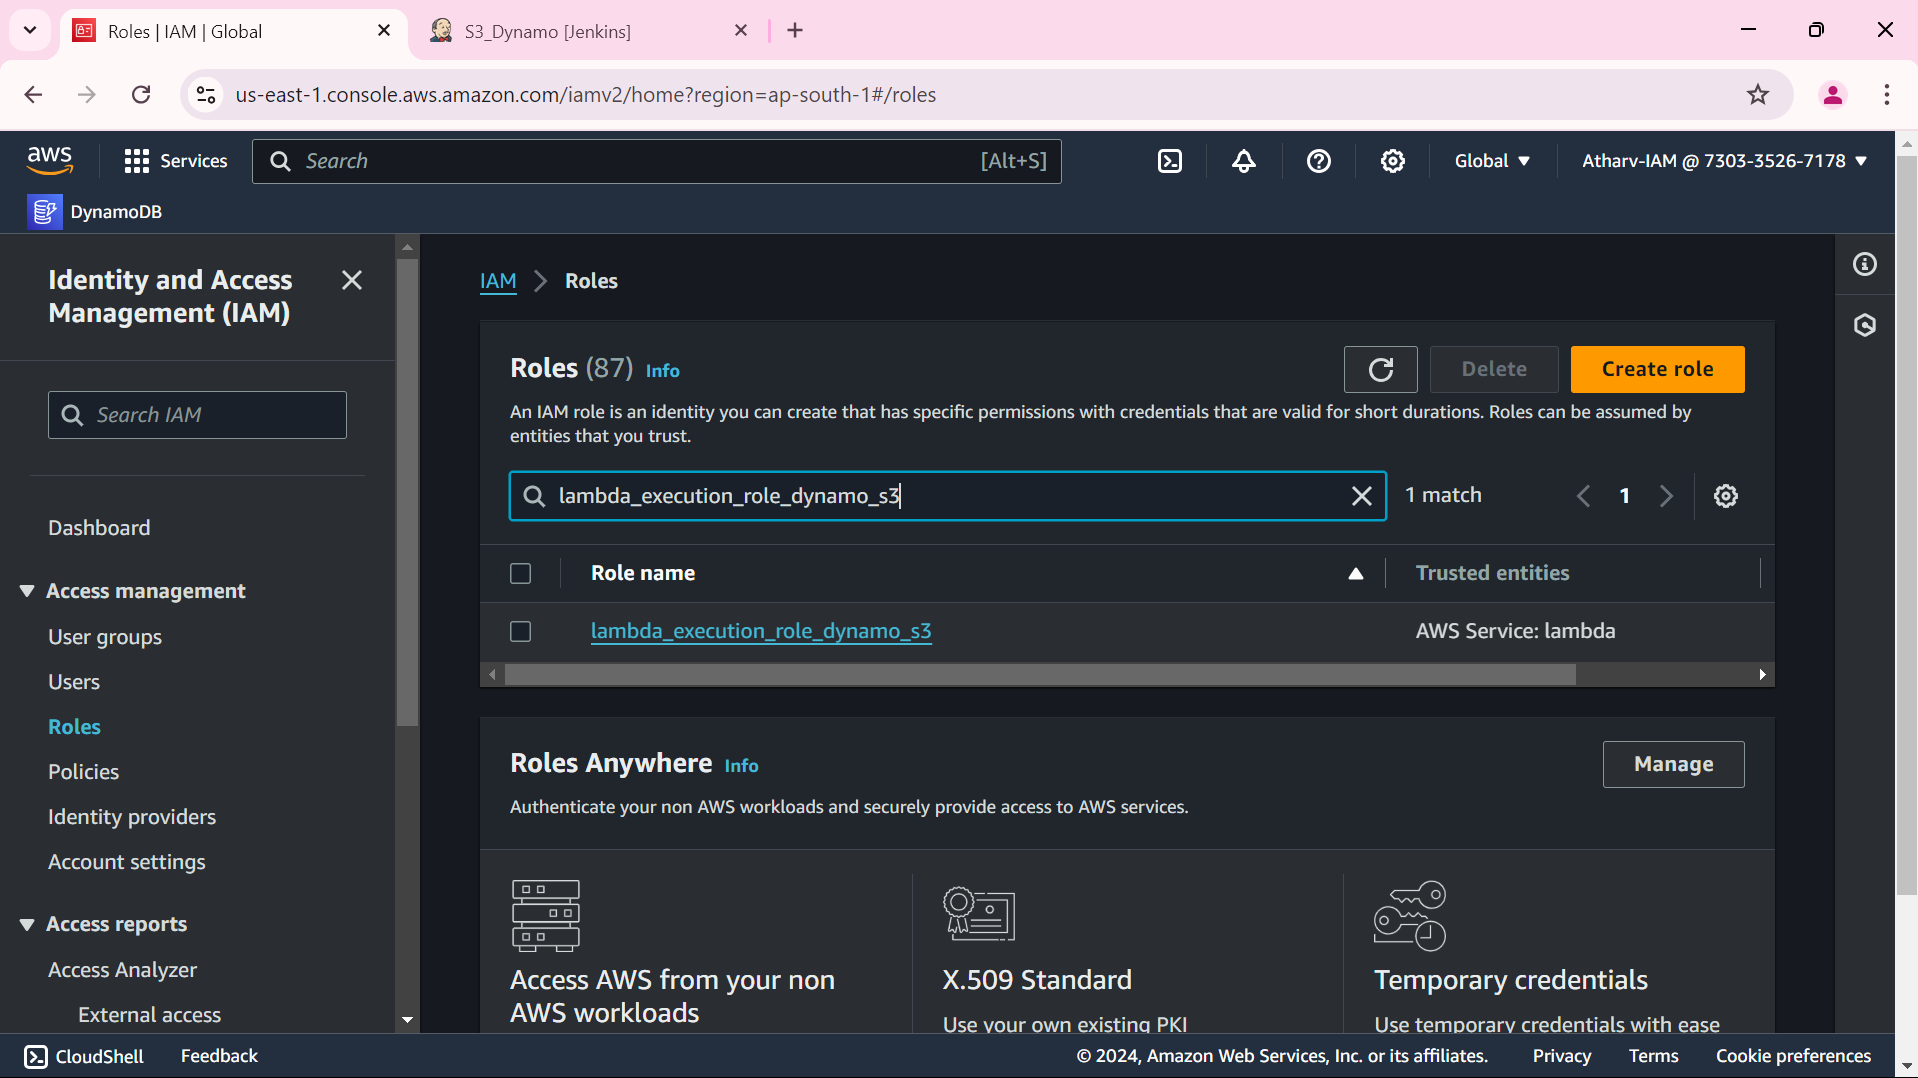 Roles | IAM | Global
S3_Dynamo [Jenkins]
us-east-1.console.aws.amazon.com/iamv2/home?region=ap-south-1#/roles
aws
Services
Search
[Alt+S]
Global
Atharv-IAM @ 7303-3526-7178
DynamoDB
Identity and Access
Management (IAM)
Search IAM
Dashboard
Access management
User groups
Users
Roles
Policies
Identity providers
Account settings
Access reports
Access Analyzer
External access
IAM
Roles
Roles (87) Info
Delete
Create role
An IAM role is an identity you can create that has specific permissions with credentials that are valid for short durations. Roles can be assumed by
entities that you trust.
lambda_execution_role_dynamo_s3
1 match
1
Role name
Trusted entities
lambda_execution_role_dynamo_s3
AWS Service: lambda
Roles Anywhere Info
Manage
Authenticate your non AWS workloads and securely provide access to AWS services.
Access AWS from your non
AWS workloads
X.509 Standard
Use your own existing PKI
Temporary credentials
Use temporary credentials with ease
CloudShell
Feedback
© 2024, Amazon Web Services, Inc. or its affiliates.
Privacy
Terms
Cookie preferences